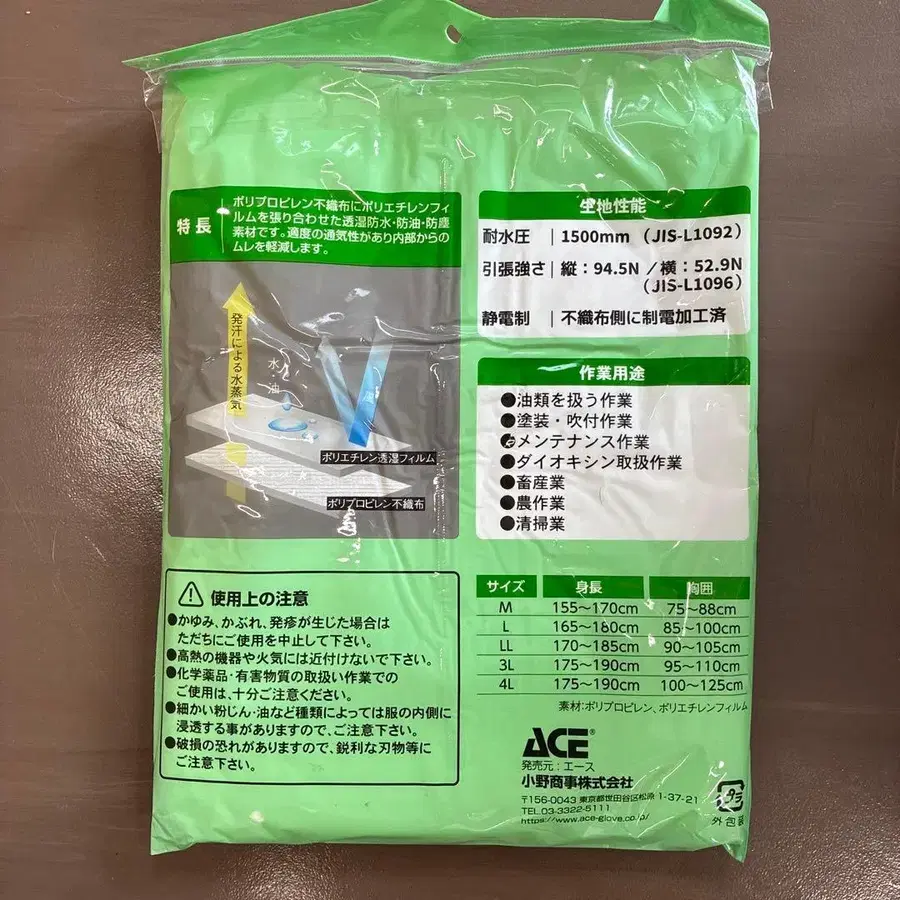 特長
ポリプロピレン不織布にポリエチレンフィ
ルムを張り合わせた透湿防水・防油・防塵
素材です。適度の通気性があり内部からの
ムレを軽減します。
発汗による水蒸気
水・油
ポリエチレン透湿フィルム
ポリプロピレン不織布
生地性能
耐水圧 | 1500mm （JIS-L1092）
引張強さ | 縦：94.5N ／横：52.9N
（JIS-L1096）
静電制 | 不織布側に制電加工済
作業用途
●油類を扱う作業
●塗装・吹付作業
●メンテナンス作業
●ダイオキシン取扱作業
●畜産業
●農作業
●清掃業
使用上の注意
●かゆみ、かぶれ、発疹が生じた場合は
ただちにご使用を中止して下さい。
●高熱の機器や火気には近付けないで下さい。
●化学薬品・有害物質の取扱い作業での
ご使用は、十分ご注意ください。
●細かい粉じん・油など種類によっては服の内側に
浸透する事がありますので、ご注意下さい。
●破損の恐れがありますので、鋭利な刃物等に
ご注意下さい。
サイズ 身長 胸囲
M 155～170cm 75～88cm
L 165～180cm 85～100cm
LL 170～185cm 90～105cm
3L 175～190cm 95～110cm
4L 175～190cm 100～125cm
素材：ポリプロピレン、ポリエチレンフィルム
ACE®
発売元：エース
小野商事株式会社
〒156-0043 東京都世田谷区松原 1-37-21
TEL.03-3322-5111
https://www.ace-glove.co.jp/
プラ
外包装